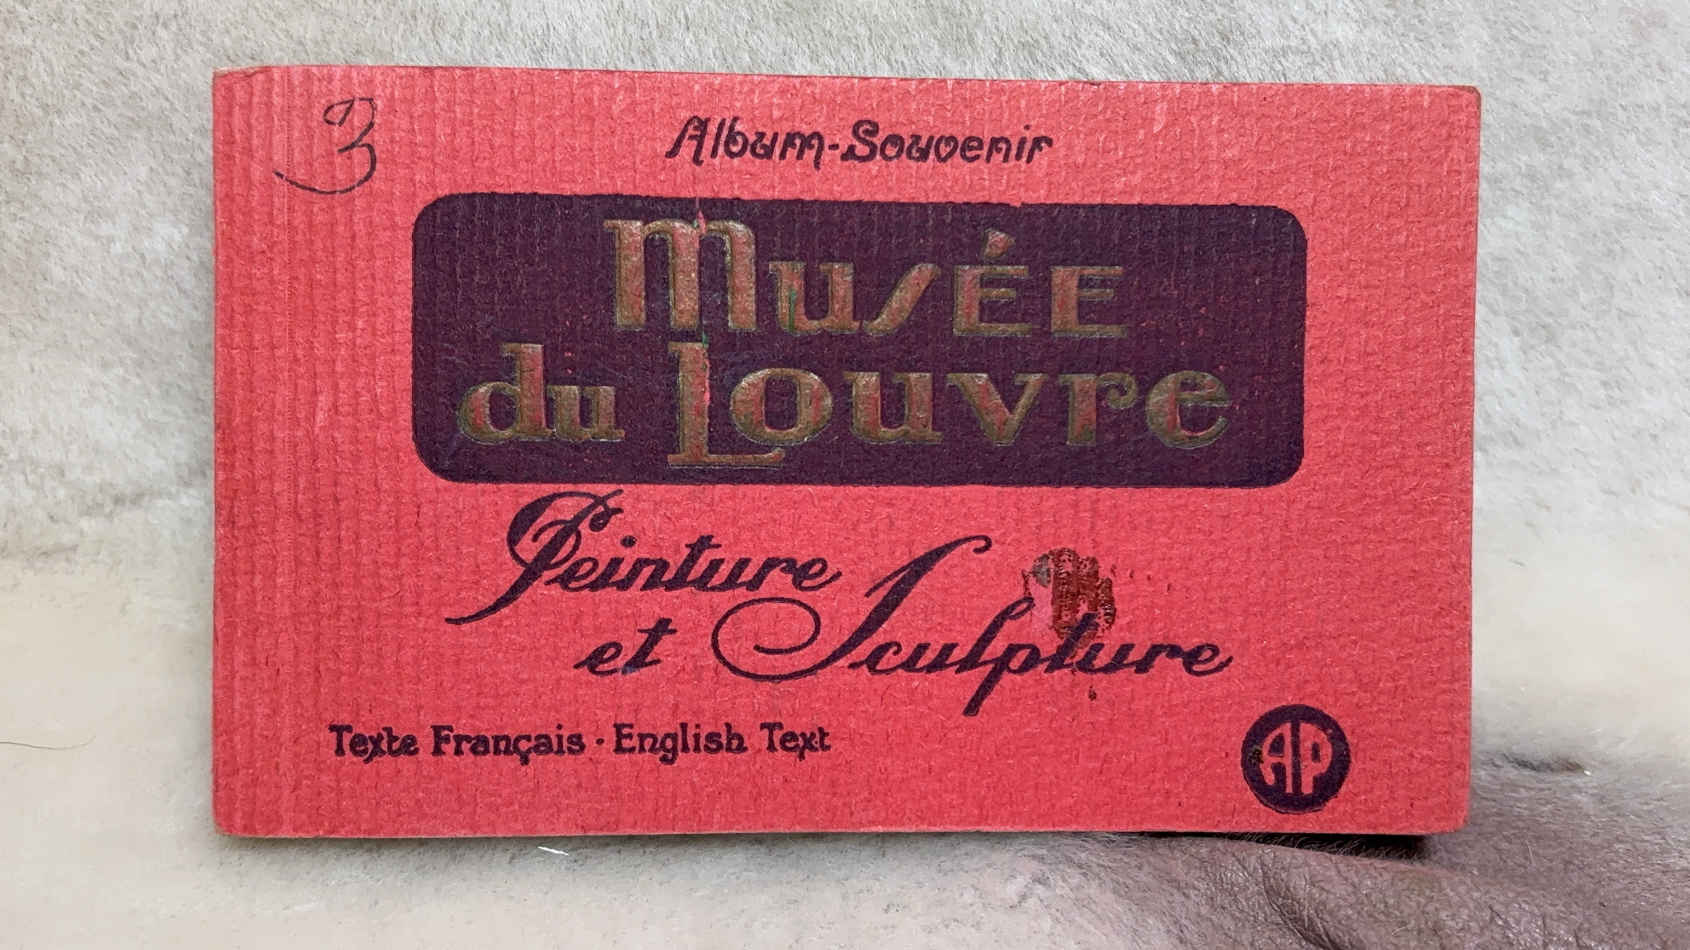 3
Album-Souvenir
Musée
du Louvre
Peinture
et Sculpture
Texte Français · English Text
AP